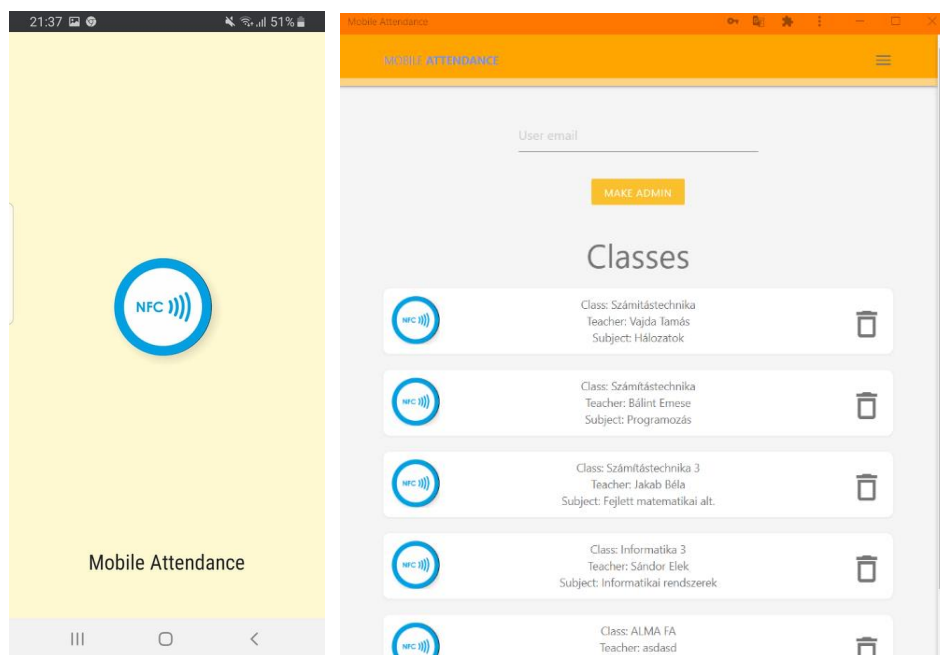 21:37 51%
NFC
Mobile Attendance
Mobile Attendance
MOBILE ATTENDANCE
User email
MAKE ADMIN
Classes
NFC
Class: Számítástechnika
Teacher: Vajda Tamás
Subject: Hálozatok
NFC
Class: Számítástechnika
Teacher: Bálint Emese
Subject: Programozás
NFC
Class: Számítástechnika 3
Teacher: Jakab Béla
Subject: Fejlett matematikai alt.
NFC
Class: Informatika 3
Teacher: Sándor Elek
Subject: Informatikai rendszerek
NFC
Class: ALMA FA
Teacher: asdasd